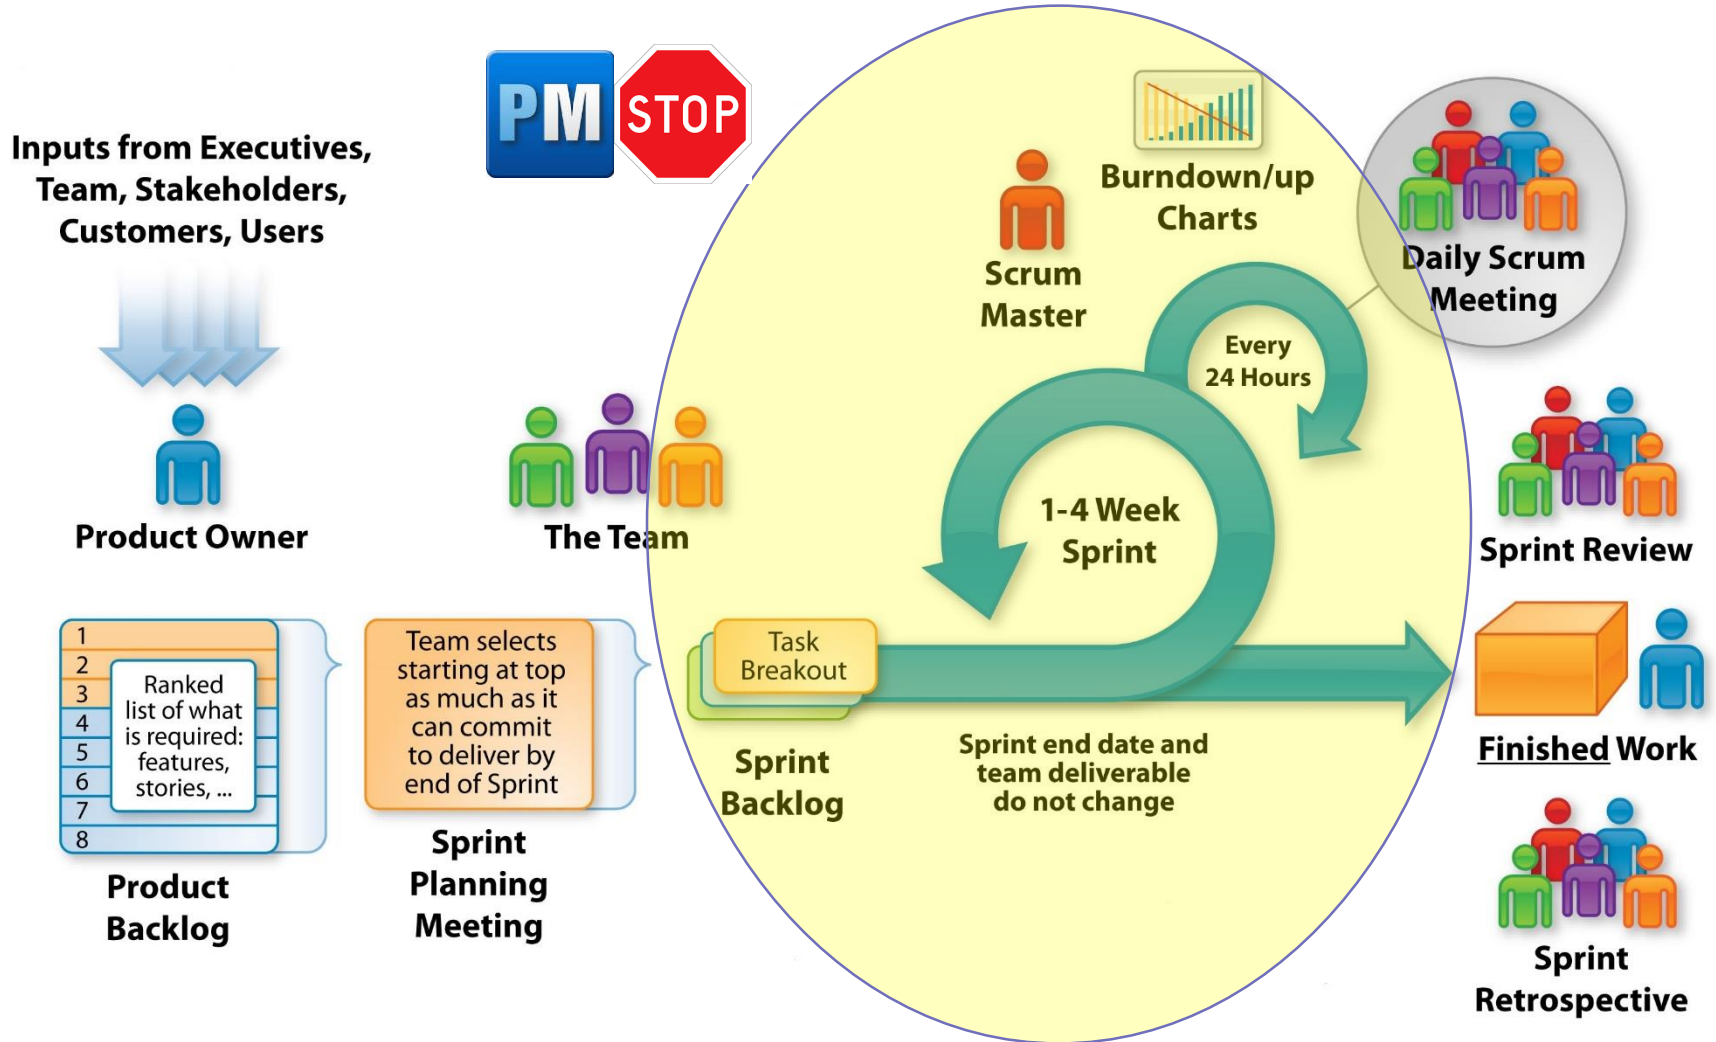 PM
STOP
Inputs from Executives,
Team, Stakeholders,
Customers, Users
Product Owner
The Team
Scrum
Master
Burndown/up
Charts
Daily Scrum
Meeting
Every
24 Hours
1-4 Week
Sprint
Sprint Review
1
2
3
4
5
6
7
8
Ranked
list of what
is required:
features,
stories, ...
Product
Backlog
Team selects
starting at top
as much as it
can commit
to deliver by
end of Sprint
Sprint
Planning
Meeting
Task
Breakout
Sprint
Backlog
Sprint end date and
team deliverable
do not change
Finished Work
Sprint
Retrospective